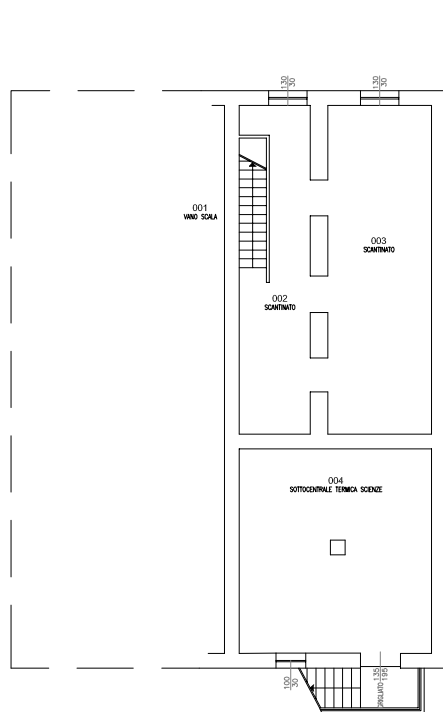 130
30
130
30
001
VANO SCALA
003
SCANTINATO
002
SCANTINATO
004
SOTTOCENTRALE TERMICA SCIENZE
100
30
GRIGLIATO
135
195